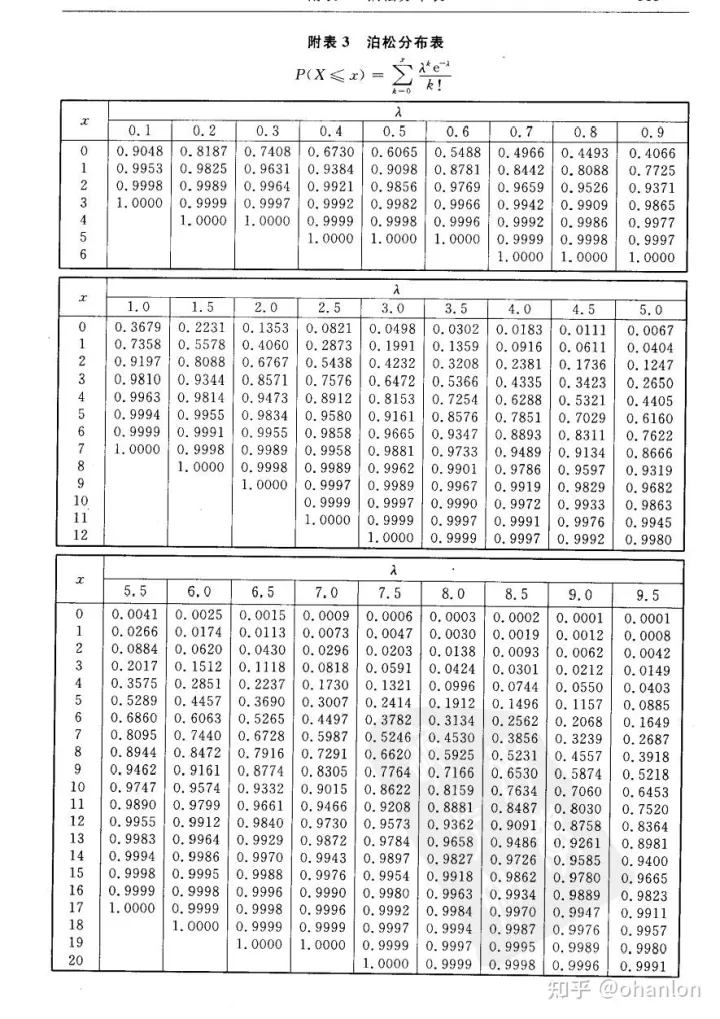 附表 3 泊松分布表
P(X ⩽ x) = ∑ λᵏe⁻λ / k!
x
k=0
x λ
0.1 0.2 0.3 0.4 0.5 0.6 0.7 0.8 0.9
0 0.9048 0.8187 0.7408 0.6730 0.6065 0.5488 0.4966 0.4493 0.4066
1 0.9953 0.9825 0.9631 0.9384 0.9098 0.8781 0.8442 0.8088 0.7725
2 0.9998 0.9989 0.9964 0.9921 0.9856 0.9769 0.9659 0.9526 0.9371
3 1.0000 0.9999 0.9997 0.9992 0.9982 0.9966 0.9942 0.9909 0.9865
4 1.0000 1.0000 0.9999 0.9998 0.9996 0.9992 0.9986 0.9977
5 1.0000 1.0000 1.0000 0.9999 0.9998 0.9997
6 1.0000 1.0000 1.0000
x λ
1.0 1.5 2.0 2.5 3.0 3.5 4.0 4.5 5.0
0 0.3679 0.2231 0.1353 0.0821 0.0498 0.0302 0.0183 0.0111 0.0067
1 0.7358 0.5578 0.4060 0.2873 0.1991 0.1359 0.0916 0.0611 0.0404
2 0.9197 0.8088 0.6767 0.5438 0.4232 0.3208 0.2381 0.1736 0.1247
3 0.9810 0.9344 0.8571 0.7576 0.6472 0.5366 0.4335 0.3423 0.2650
4 0.9963 0.9814 0.9473 0.8912 0.8153 0.7254 0.6288 0.5321 0.4405
5 0.9994 0.9955 0.9834 0.9580 0.9161 0.8576 0.7851 0.7029 0.6160
6 0.9999 0.9991 0.9955 0.9858 0.9665 0.9347 0.8893 0.8311 0.7622
7 1.0000 0.9998 0.9989 0.9958 0.9881 0.9733 0.9489 0.9134 0.8666
8 1.0000 0.9998 0.9989 0.9962 0.9901 0.9786 0.9597 0.9319
9 1.0000 0.9997 0.9989 0.9967 0.9919 0.9829 0.9682
10 0.9999 0.9997 0.9990 0.9972 0.9933 0.9863
11 1.0000 0.9999 0.9997 0.9991 0.9976 0.9945
12 1.0000 0.9999 0.9997 0.9992 0.9980
x λ
5.5 6.0 6.5 7.0 7.5 8.0 8.5 9.0 9.5
0 0.0041 0.0025 0.0015 0.0009 0.0006 0.0003 0.0002 0.0001 0.0001
1 0.0266 0.0174 0.0113 0.0073 0.0047 0.0030 0.0019 0.0012 0.0008
2 0.0884 0.0620 0.0430 0.0296 0.0203 0.0138 0.0093 0.0062 0.0042
3 0.2017 0.1512 0.1118 0.0818 0.0591 0.0424 0.0301 0.0212 0.0149
4 0.3575 0.2851 0.2237 0.1730 0.1321 0.0996 0.0744 0.0550 0.0403
5 0.5289 0.4457 0.3690 0.3007 0.2414 0.1912 0.1496 0.1157 0.0885
6 0.6860 0.6063 0.5265 0.4497 0.3782 0.3134 0.2562 0.2068 0.1649
7 0.8095 0.7440 0.6728 0.5987 0.5246 0.4530 0.3856 0.3239 0.2687
8 0.8944 0.8472 0.7916 0.7291 0.6620 0.5925 0.5231 0.4557 0.3918
9 0.9462 0.9161 0.8774 0.8305 0.7764 0.7166 0.6530 0.5874 0.5218
10 0.9747 0.9574 0.9332 0.9015 0.8622 0.8159 0.7634 0.7060 0.6453
11 0.9890 0.9799 0.9661 0.9466 0.9208 0.8881 0.8487 0.8030 0.7520
12 0.9955 0.9912 0.9840 0.9730 0.9573 0.9362 0.9091 0.8758 0.8364
13 0.9983 0.9964 0.9929 0.9872 0.9784 0.9658 0.9486 0.9261 0.8981
14 0.9994 0.9986 0.9970 0.9943 0.9897 0.9827 0.9726 0.9585 0.9400
15 0.9998 0.9995 0.9988 0.9976 0.9954 0.9918 0.9862 0.9780 0.9665
16 0.9999 0.9998 0.9996 0.9990 0.9980 0.9963 0.9934 0.9889 0.9823
17 1.0000 0.9999 0.9998 0.9996 0.9992 0.9984 0.9970 0.9947 0.9911
18 1.0000 0.9999 0.9999 0.9997 0.9994 0.9987 0.9976 0.9957
19 1.0000 1.0000 0.9999 0.9997 0.9995 0.9989 0.9980
20 1.0000 0.9999 0.9998 0.9996 0.9991
知乎 @ohanlon